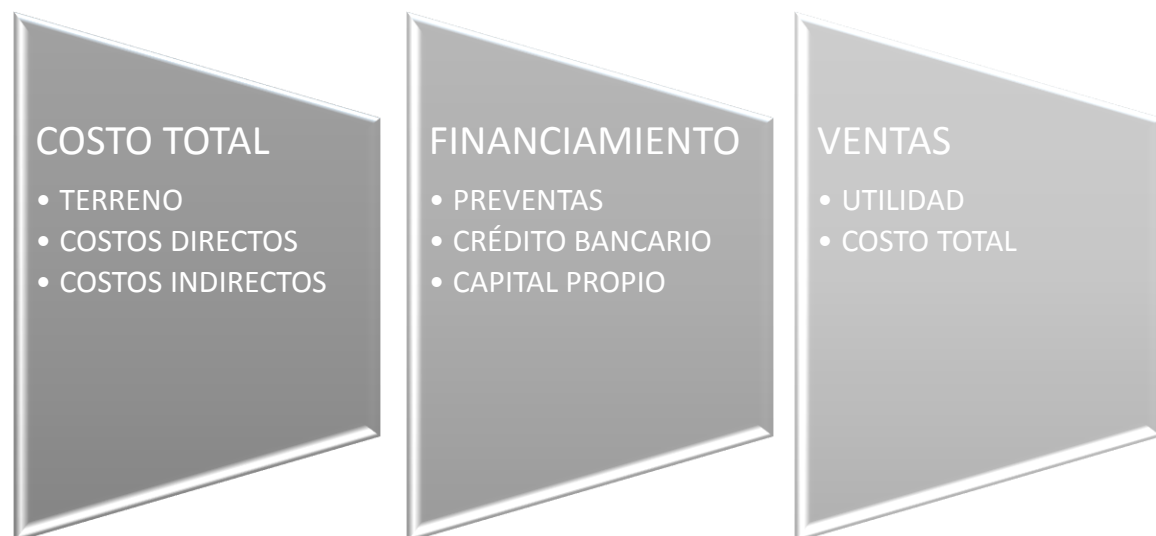 COSTO TOTAL
• TERRENO
• COSTOS DIRECTOS
• COSTOS INDIRECTOS
FINANCIAMIENTO
• PREVENTAS
• CRÉDITO BANCARIO
• CAPITAL PROPIO
VENTAS
• UTILIDAD
• COSTO TOTAL